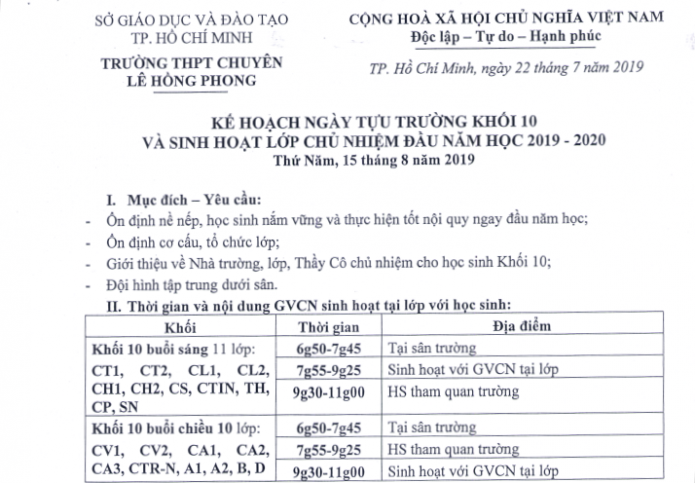 SỞ GIÁO DỤC VÀ ĐÀO TẠO
TP. HỒ CHÍ MINH
TRƯỜNG THPT CHUYÊN
LÊ HỒNG PHONG
CỘNG HOÀ XÃ HỘI CHỦ NGHĨA VIỆT NAM
Độc lập – Tự do – Hạnh phúc
TP. Hồ Chí Minh, ngày 22 tháng 7 năm 2019
KẾ HOẠCH NGÀY TỰU TRƯỜNG KHỐI 10
VÀ SINH HOẠT LỚP CHỦ NHIỆM ĐẦU NĂM HỌC 2019 - 2020
Thứ Năm, 15 tháng 8 năm 2019
I. Mục đích – Yêu cầu:
- Ổn định nề nếp, học sinh nắm vững và thực hiện tốt nội quy ngay đầu năm học;
- Ổn định cơ cấu, tổ chức lớp;
- Giới thiệu về Nhà trường, lớp, Thầy Cô chủ nhiệm cho học sinh Khối 10;
- Đội hình tập trung dưới sân.
II. Thời gian và nội dung GVCN sinh hoạt tại lớp với học sinh:
Khối Thời gian Địa điểm
Khối 10 buổi sáng 11 lớp: 6g50-7g45 Tại sân trường
CT1, CT2, CL1, CL2, 7g55-9g25 Sinh hoạt với GVCN tại lớp
CH1, CH2, CS, CTIN, TH, 9g30-11g00 HS tham quan trường
CP, SN
Khối 10 buổi chiều 10 lớp: 6g50-7g45 Tại sân trường
CV1, CV2, CA1, CA2, 7g55-9g25 HS tham quan trường
CA3, CTR-N, A1, A2, B, D 9g30-11g00 Sinh hoạt với GVCN tại lớp